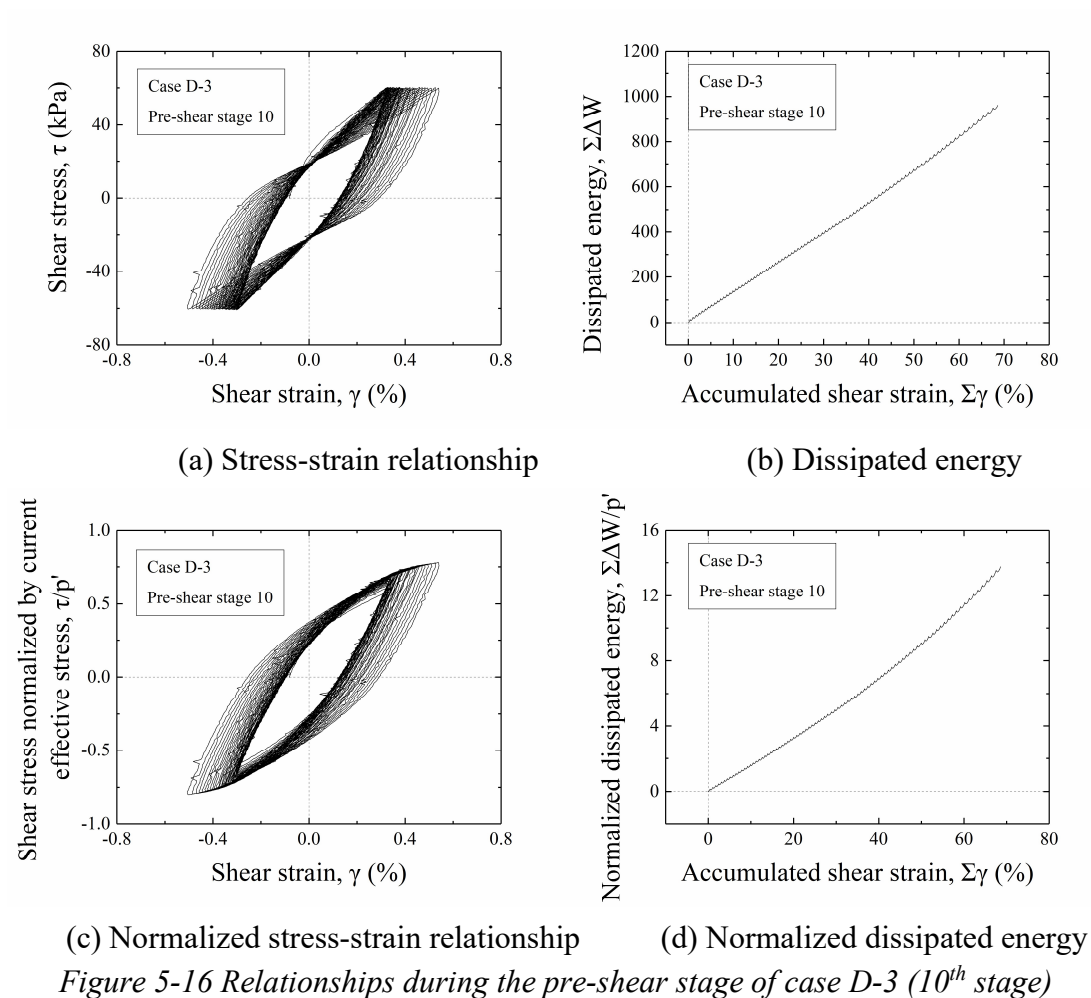 80
40
0
-40
-80
-0.8
-0.4
0.0
0.4
0.8
Shear stress, τ (kPa)
Shear strain, γ (%)
Case D-3
Pre-shear stage 10
1200
1000
800
600
400
200
0
0
10
20
30
40
50
60
70
80
Dissipated energy, ΣΔW
Accumulated shear strain, Σγ (%)
Case D-3
Pre-shear stage 10
(a) Stress-strain relationship
(b) Dissipated energy
1.0
0.5
0.0
-0.5
-1.0
-0.8
-0.4
0.0
0.4
0.8
Shear stress normalized by current
effective stress, τ/p'
Shear strain, γ (%)
Case D-3
Pre-shear stage 10
16
12
8
4
0
0
20
40
60
80
Normalized dissipated energy, ΣΔW/p'
Accumulated shear strain, Σγ (%)
Case D-3
Pre-shear stage 10
(c) Normalized stress-strain relationship
(d) Normalized dissipated energy
Figure 5-16 Relationships during the pre-shear stage of case D-3 (10th stage)